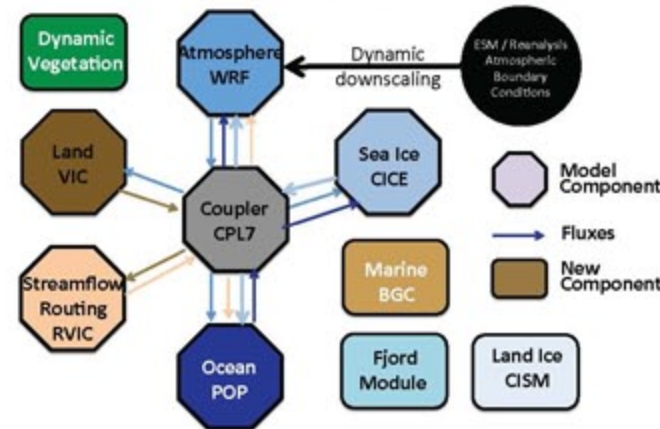 Dynamic
Vegetation
Atmosphere
WRF
Dynamic
downscaling
ESM / Reanalysis
Atmospheric
Boundary
Conditions
Land
VIC
Sea Ice
CICE
Model
Component
Coupler
CPL7
Fluxes
Streamflow
Routing
RVIC
Marine
BGC
New
Component
Ocean
POP
Fjord
Module
Land Ice
CISM